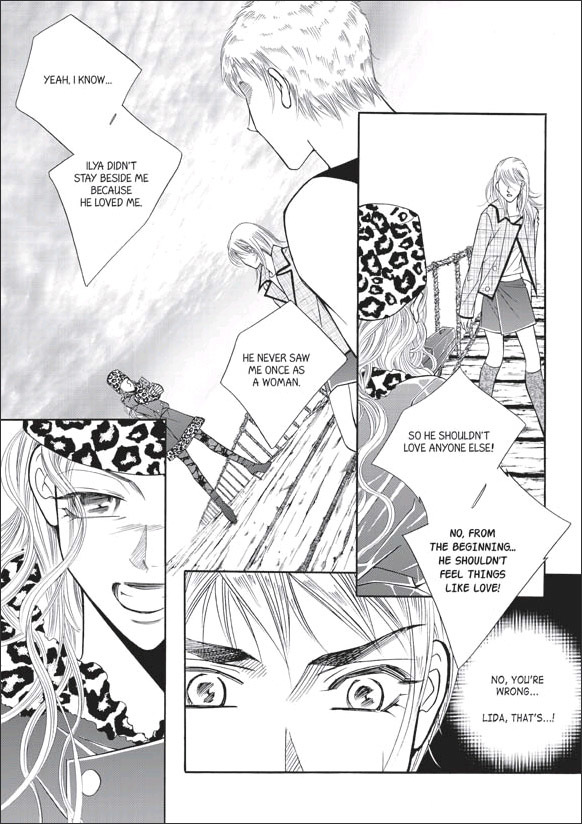 YEAH, I KNOW...
ILYA DIDN'T
STAY BESIDE ME
BECAUSE
HE LOVED ME.
HE NEVER SAW
ME ONCE AS
A WOMAN.
SO HE SHOULDN'T
LOVE ANYONE ELSE!
NO, FROM
THE BEGINNING...
HE SHOULDN'T
FEEL THINGS
LIKE LOVE!
NO, YOU'RE
WRONG...
LIDA, THAT'S...!